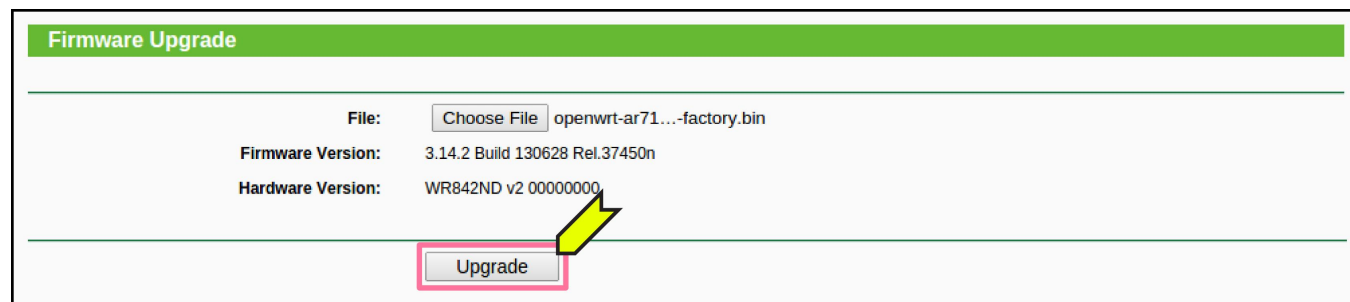 Firmware Upgrade
File: Choose File openwrt-ar71...-factory.bin
Firmware Version: 3.14.2 Build 130628 Rel.37450n
Hardware Version: WR842ND v2 00000000
Upgrade